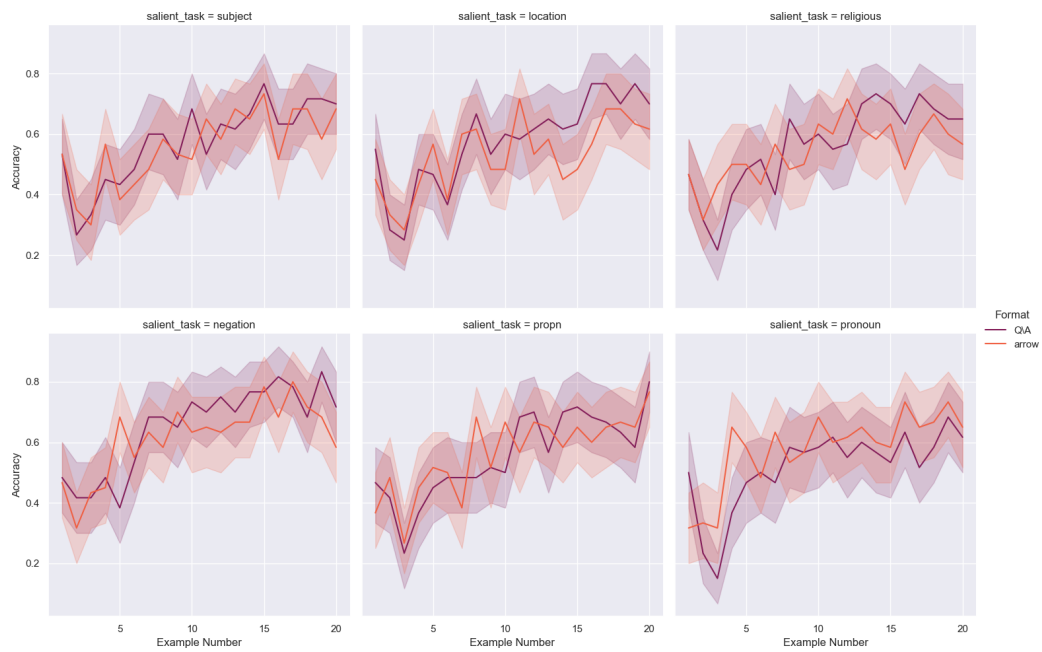 salient_task = subject
salient_task = location
salient_task = religious
Accuracy
0.8
0.6
0.4
0.2
salient_task = negation
salient_task = propn
salient_task = pronoun
Format
Q\A
arrow
Accuracy
0.8
0.6
0.4
0.2
5 10 15 20
5 10 15 20
5 10 15 20
Example Number
Example Number
Example Number